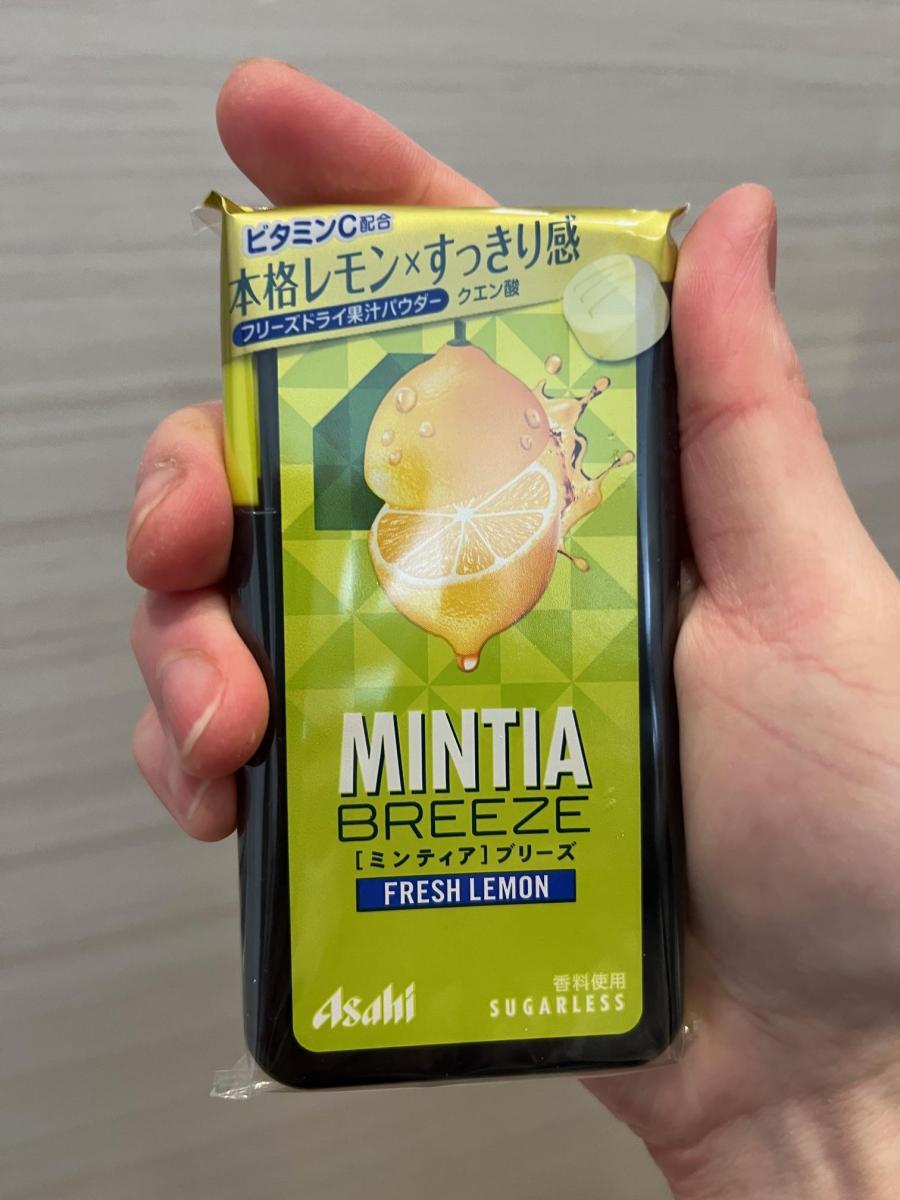 ビタミンC配合
本格レモン×すっきり感
フリーズドライ果汁パウダー クエン酸
MINTIA
BREEZE
[ミンティア]ブリーズ
FRESH LEMON
香料使用
Asahi SUGARLESS